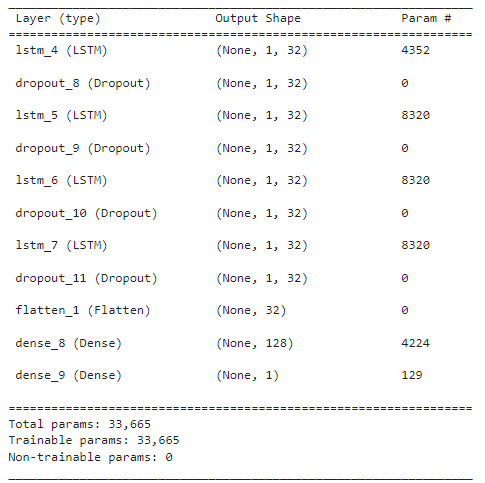 Layer (type) Output Shape Param #
lstm_4 (LSTM) (None, 1, 32) 4352
dropout_8 (Dropout) (None, 1, 32) 0
lstm_5 (LSTM) (None, 1, 32) 8320
dropout_9 (Dropout) (None, 1, 32) 0
lstm_6 (LSTM) (None, 1, 32) 8320
dropout_10 (Dropout) (None, 1, 32) 0
lstm_7 (LSTM) (None, 1, 32) 8320
dropout_11 (Dropout) (None, 1, 32) 0
flatten_1 (Flatten) (None, 32) 0
dense_8 (Dense) (None, 128) 4224
dense_9 (Dense) (None, 1) 129
Total params: 33,665
Trainable params: 33,665
Non-trainable params: 0